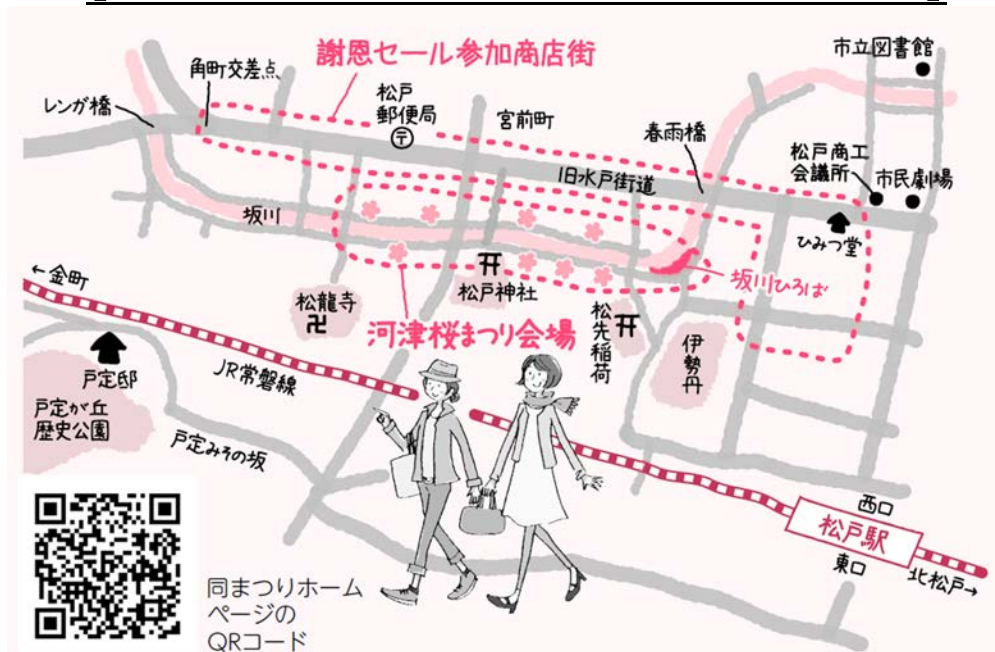 謝恩セール参加商店街
市立図書館
角町交差点
レンガ橋
松戸
郵便局
〒
宮前町
春雨橋
松戸商工
会議所
市民劇場
旧水戸街道
坂川
ひみつ堂
←金町
松龍寺
卍
松戸神社
坂川ひろば
河津桜まつり会場
松先稲荷
伊勢丹
戸定邸
JR常磐線
戸定が丘
歴史公園
戸定みその坂
西口
松戸駅
東口
北松戸→
同まつりホーム
ページの
QRコード